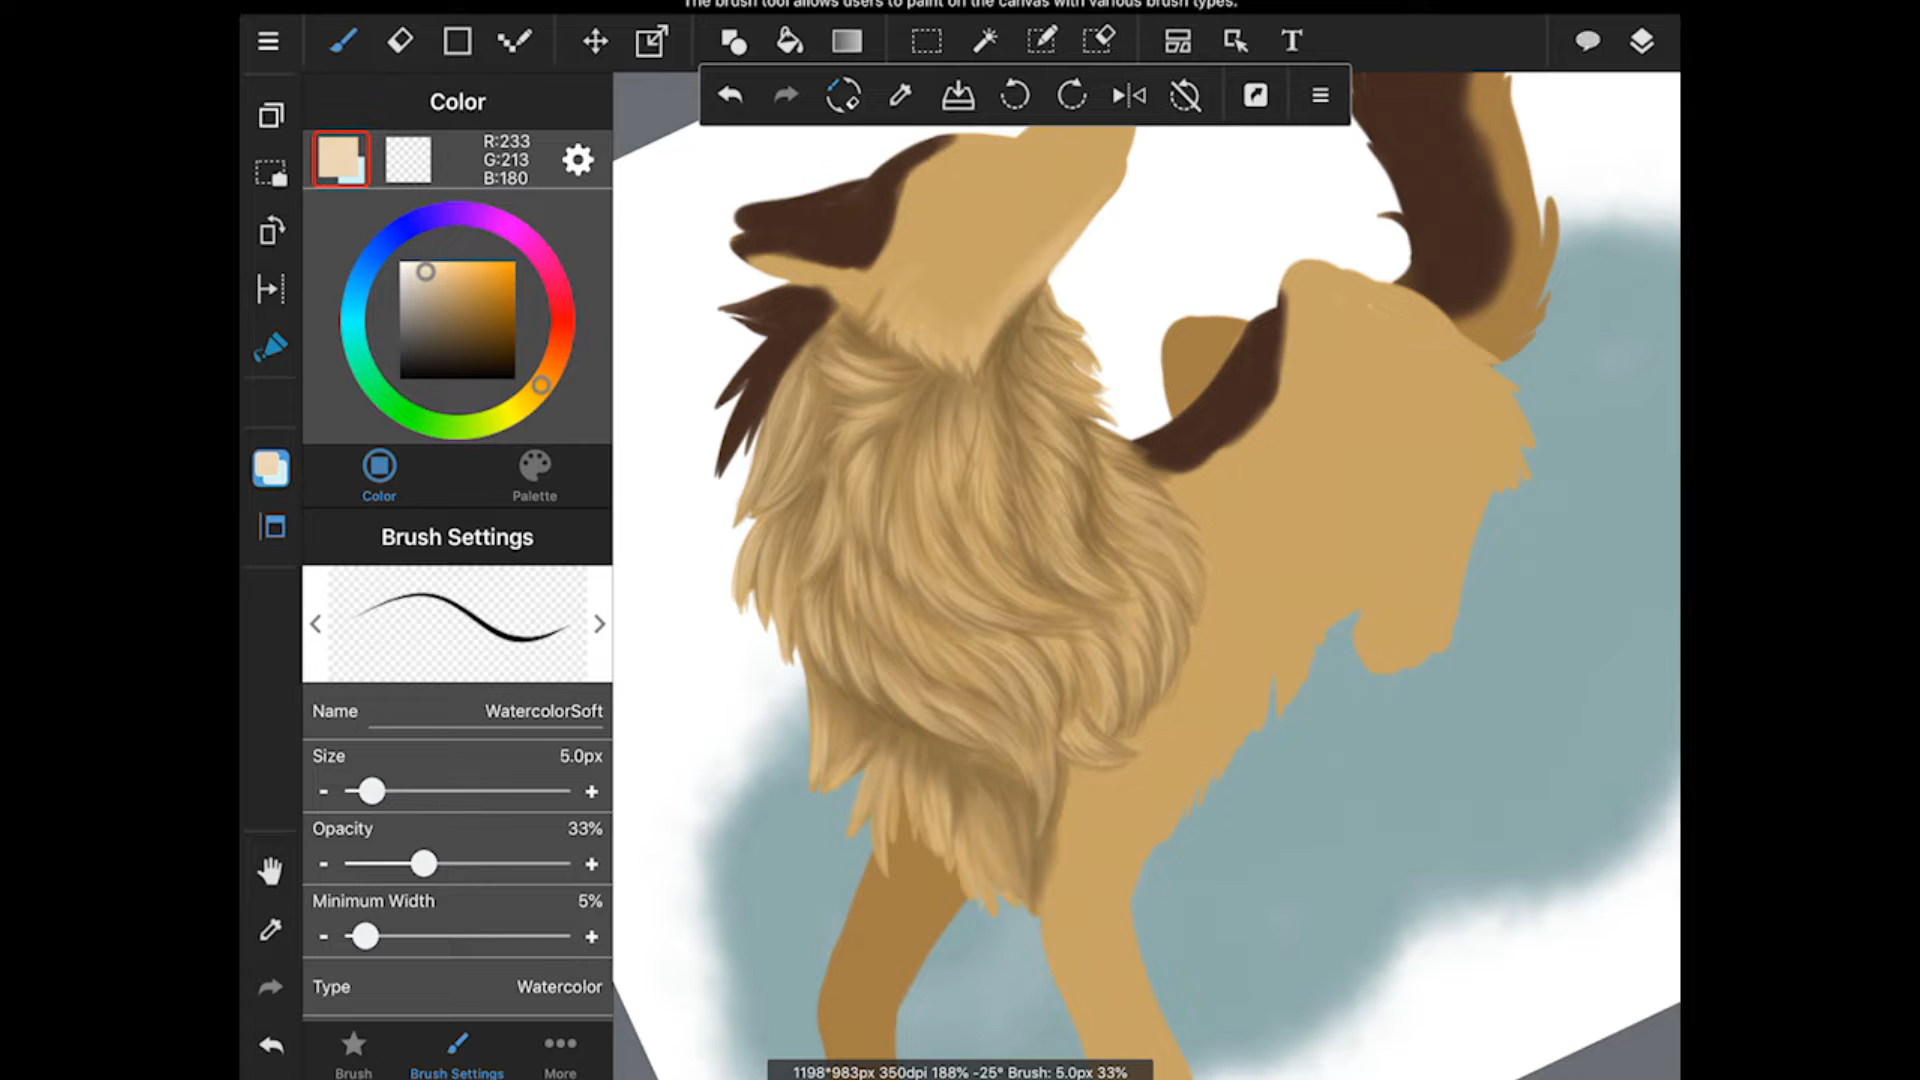 The brush tool allows users to paint on the canvas with various brush types.
T
Color
R:233
G:213
B:180
Color
Palette
Brush Settings
Name WatercolorSoft
Size 5.0px
- +
Opacity 33%
- +
Minimum Width 5%
- +
Type Watercolor
Brush
Brush Settings
More
1198*983px 350dpi 188% -25° Brush: 5.0px 33%